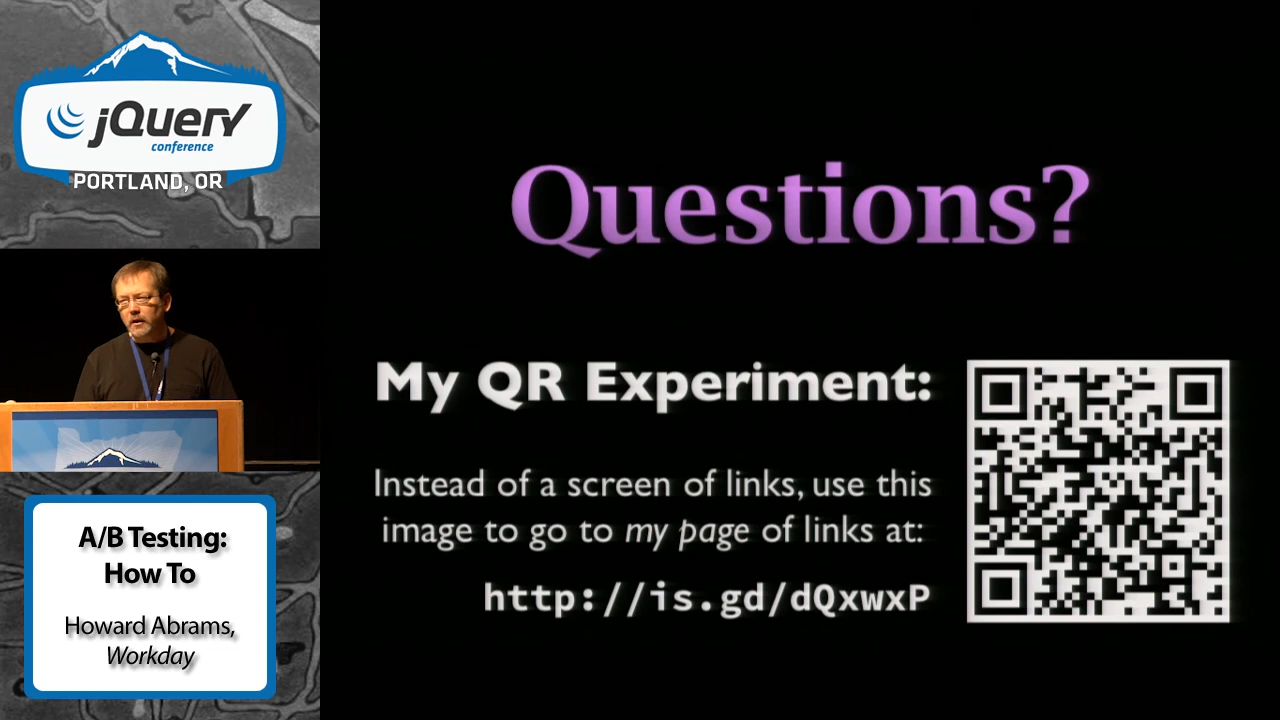 jQuery
conference
PORTLAND, OR
A/B Testing:
How To
Howard Abrams,
Workday
Questions?
My QR Experiment:
Instead of a screen of links, use this
image to go to my page of links at:
http://is.gd/dQxwxP